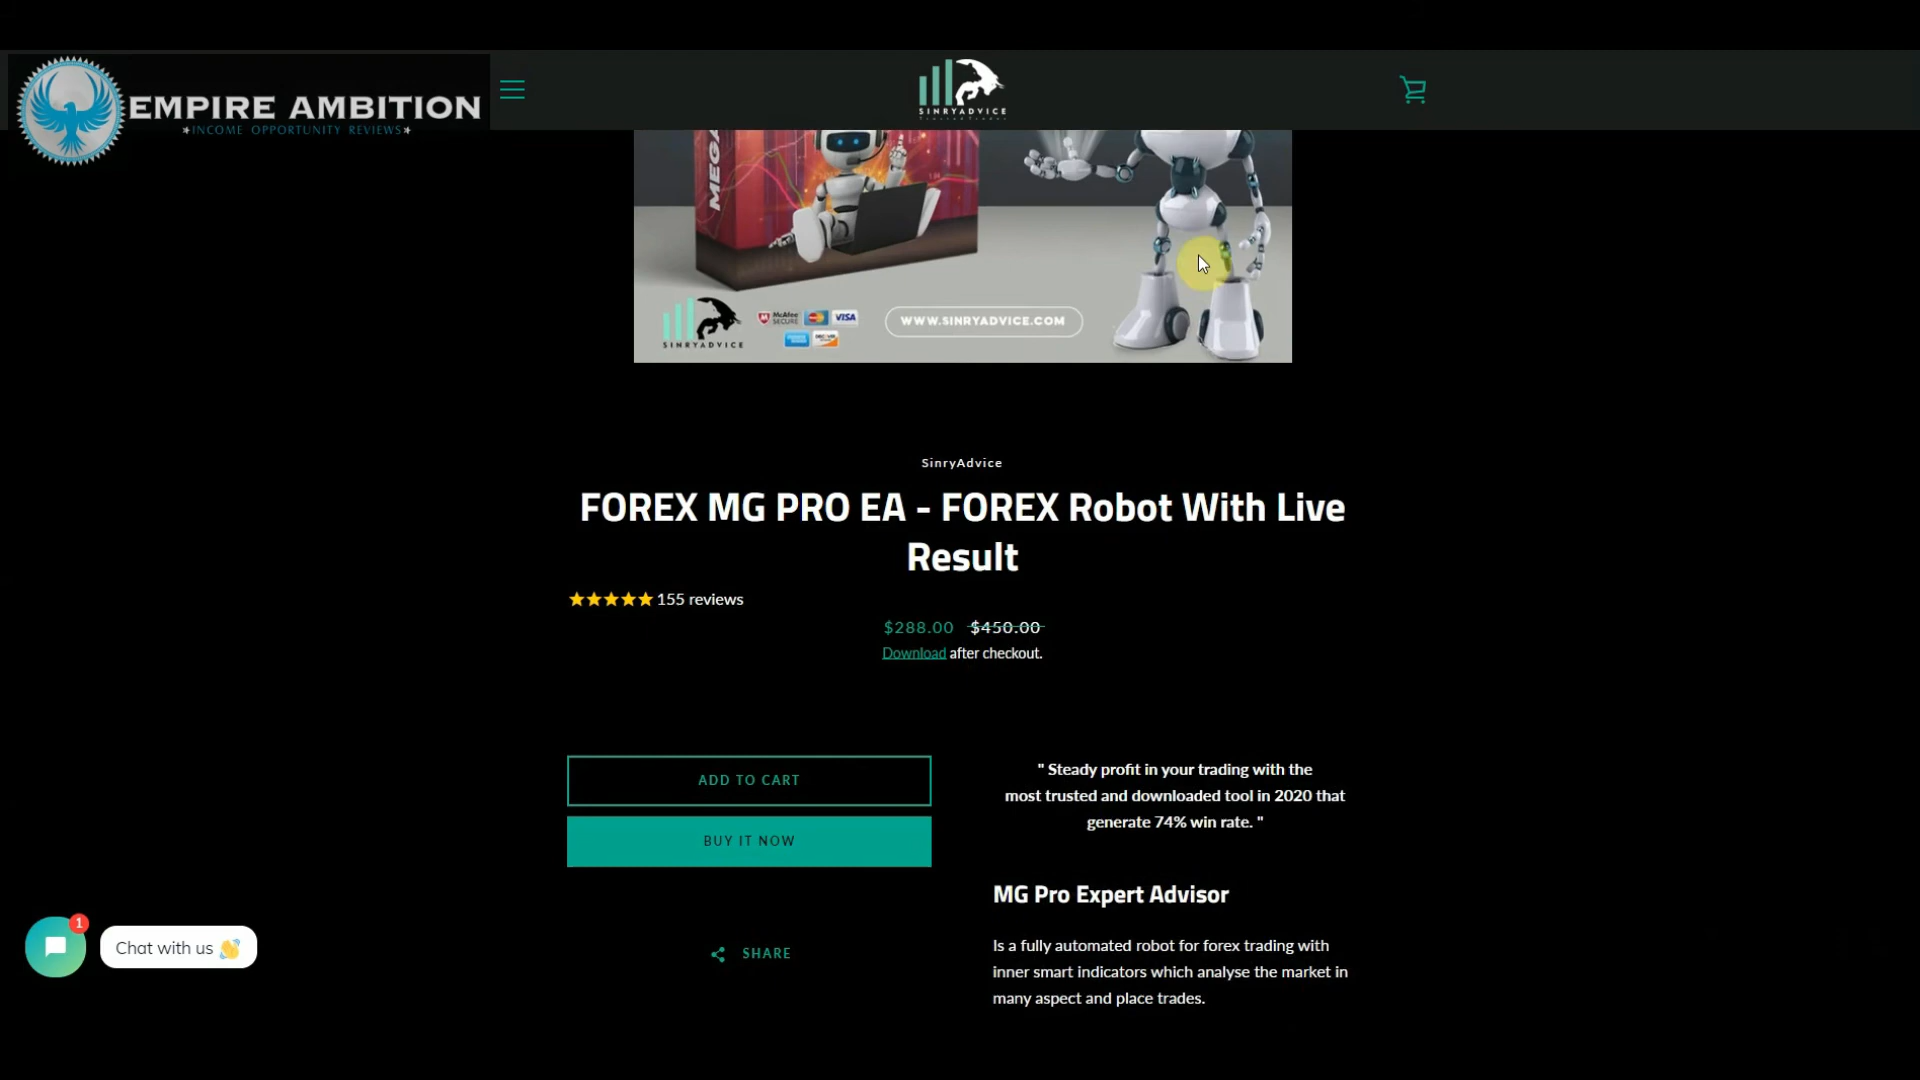 EMPIRE AMBITION
INCOME OPPORTUNITY REVIEWS
SINRYADVICE
MEGA
SINRYADVICE
McAfee
SECURE
VISA
DISCOVER
WWW.SINRYADVICE.COM
SinryAdvice
FOREX MG PRO EA - FOREX Robot With Live
Result
155 reviews
$288.00 $450.00
Download after checkout.
ADD TO CART
BUY IT NOW
SHARE
" Steady profit in your trading with the
most trusted and downloaded tool in 2020 that
generate 74% win rate. "
MG Pro Expert Advisor
Is a fully automated robot for forex trading with
inner smart indicators which analyse the market in
many aspect and place trades.
1
Chat with us